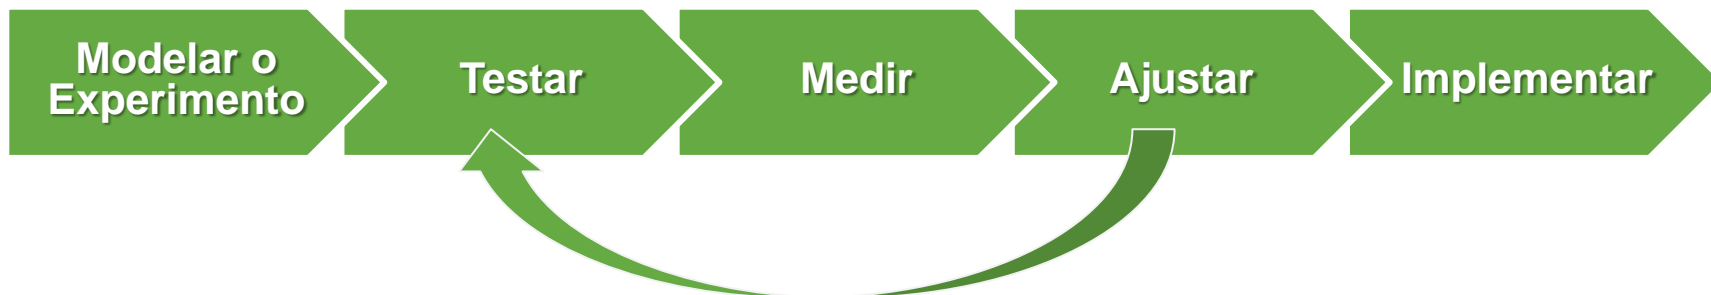 Modelar o
Experimento
Testar
Medir
Ajustar
Implementar